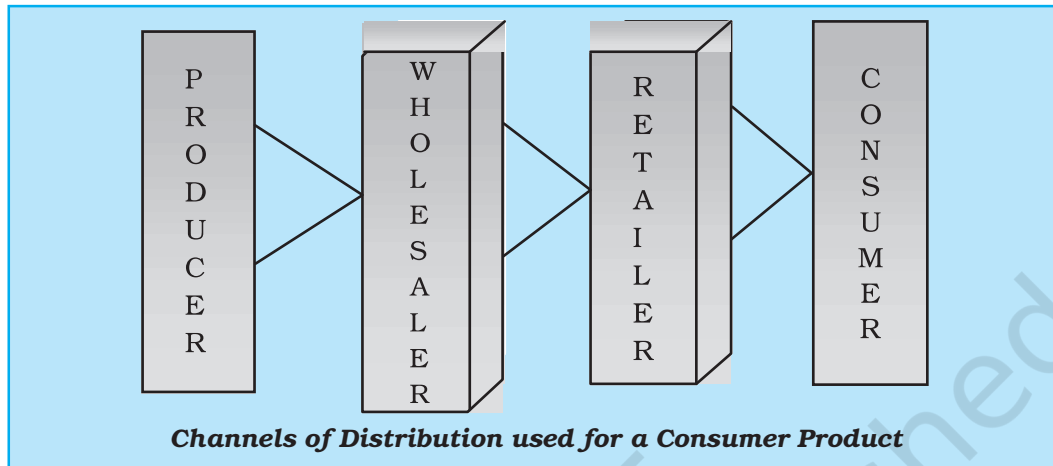 PRODUCER
WHOLESALER
RETAILER
CONSUMER
Channels of Distribution used for a Consumer Product